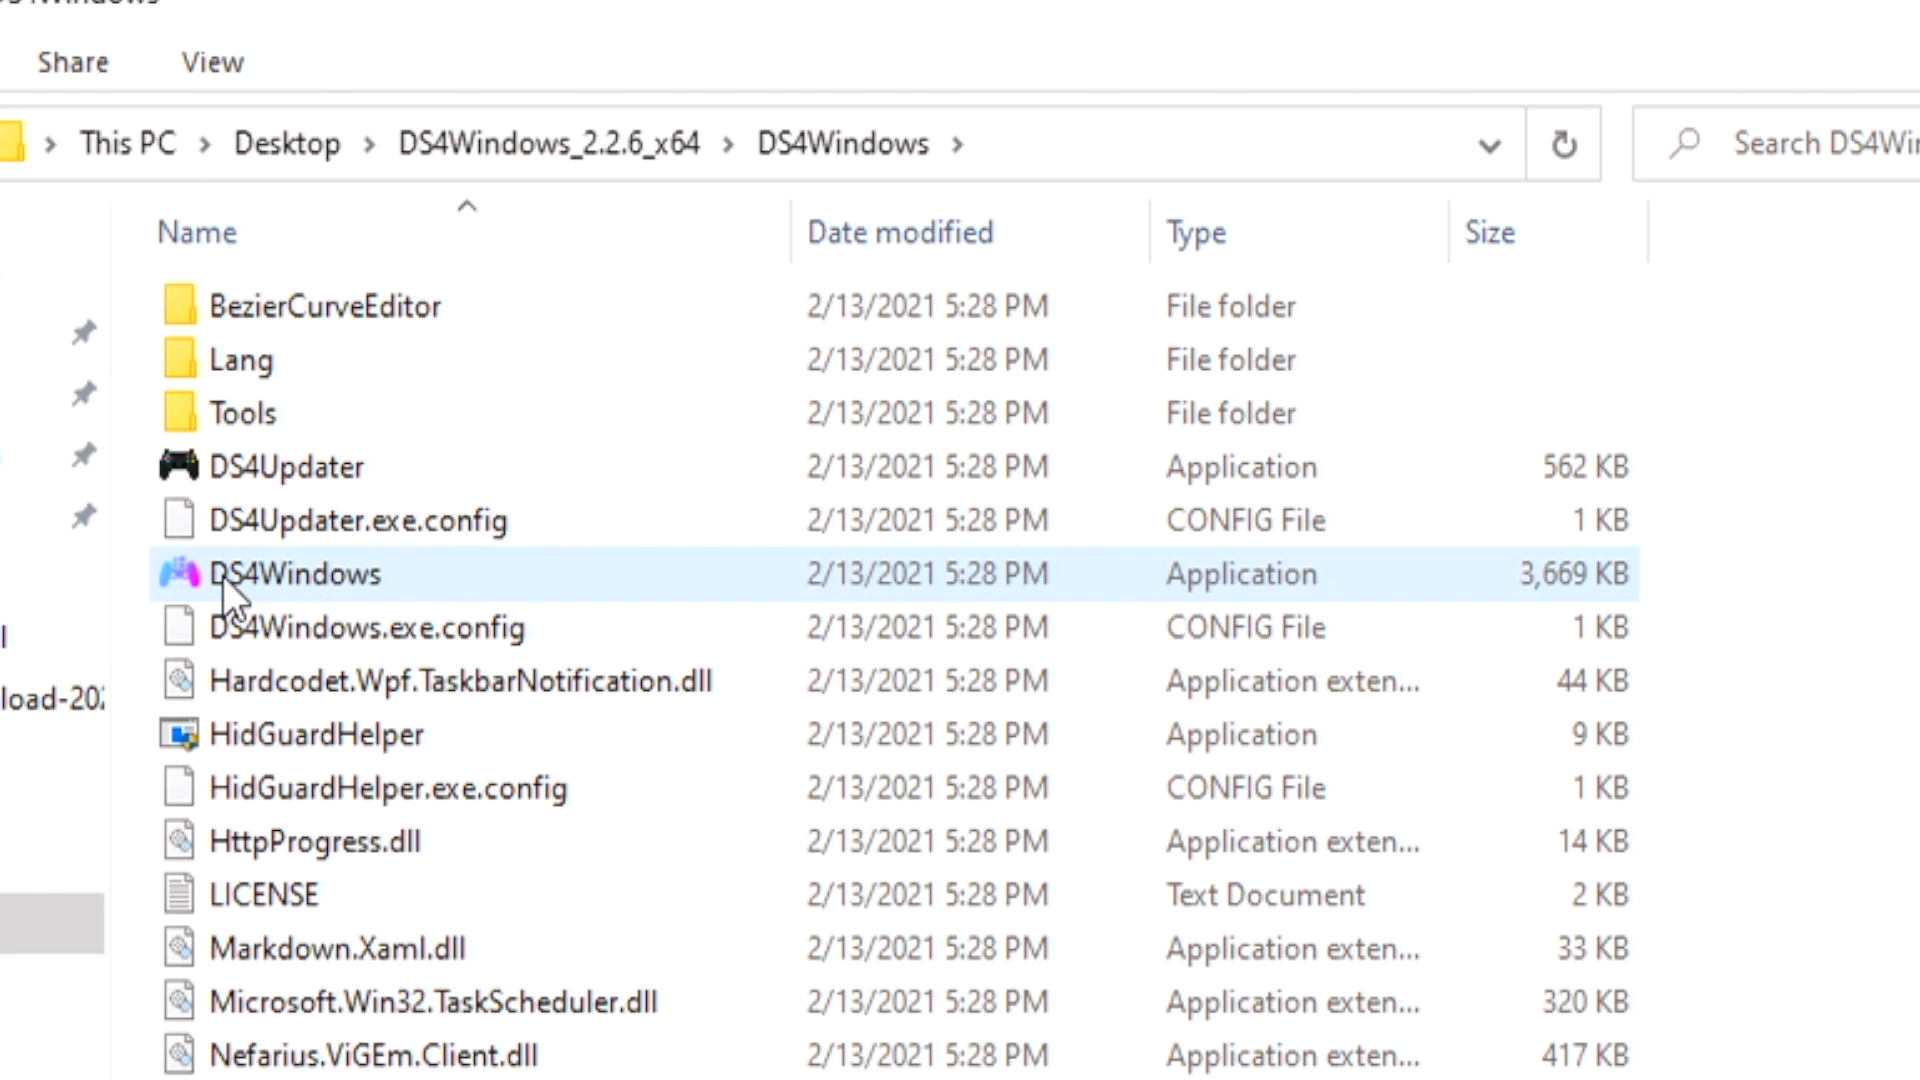 Share View
This PC > Desktop > DS4Windows_2.2.6_x64 > DS4Windows > Search DS4Wi
Name Date modified Type Size
BezierCurveEditor 2/13/2021 5:28 PM File folder
Lang 2/13/2021 5:28 PM File folder
Tools 2/13/2021 5:28 PM File folder
DS4Updater 2/13/2021 5:28 PM Application 562 KB
DS4Updater.exe.config 2/13/2021 5:28 PM CONFIG File 1 KB
DS4Windows 2/13/2021 5:28 PM Application 3,669 KB
DS4Windows.exe.config 2/13/2021 5:28 PM CONFIG File 1 KB
Hardcodet.Wpf.TaskbarNotification.dll 2/13/2021 5:28 PM Application exten... 44 KB
load-202
HidGuardHelper 2/13/2021 5:28 PM Application 9 KB
HidGuardHelper.exe.config 2/13/2021 5:28 PM CONFIG File 1 KB
HttpProgress.dll 2/13/2021 5:28 PM Application exten... 14 KB
LICENSE 2/13/2021 5:28 PM Text Document 2 KB
Markdown.Xaml.dll 2/13/2021 5:28 PM Application exten... 33 KB
Microsoft.Win32.TaskScheduler.dll 2/13/2021 5:28 PM Application exten... 320 KB
Nefarius.ViGEm.Client.dll 2/13/2021 5:28 PM Application exten... 417 KB